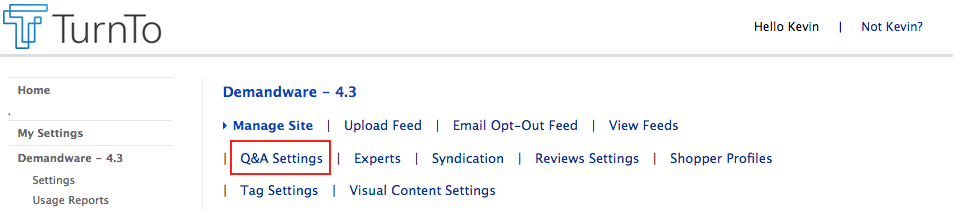 TurnTo
Hello Kevin | Not Kevin?
Home
.
My Settings
Demandware – 4.3
Settings
Usage Reports
Demandware – 4.3
Manage Site | Upload Feed | Email Opt-Out Feed | View Feeds
| Q&A Settings | Experts | Syndication | Reviews Settings | Shopper Profiles
| Tag Settings | Visual Content Settings